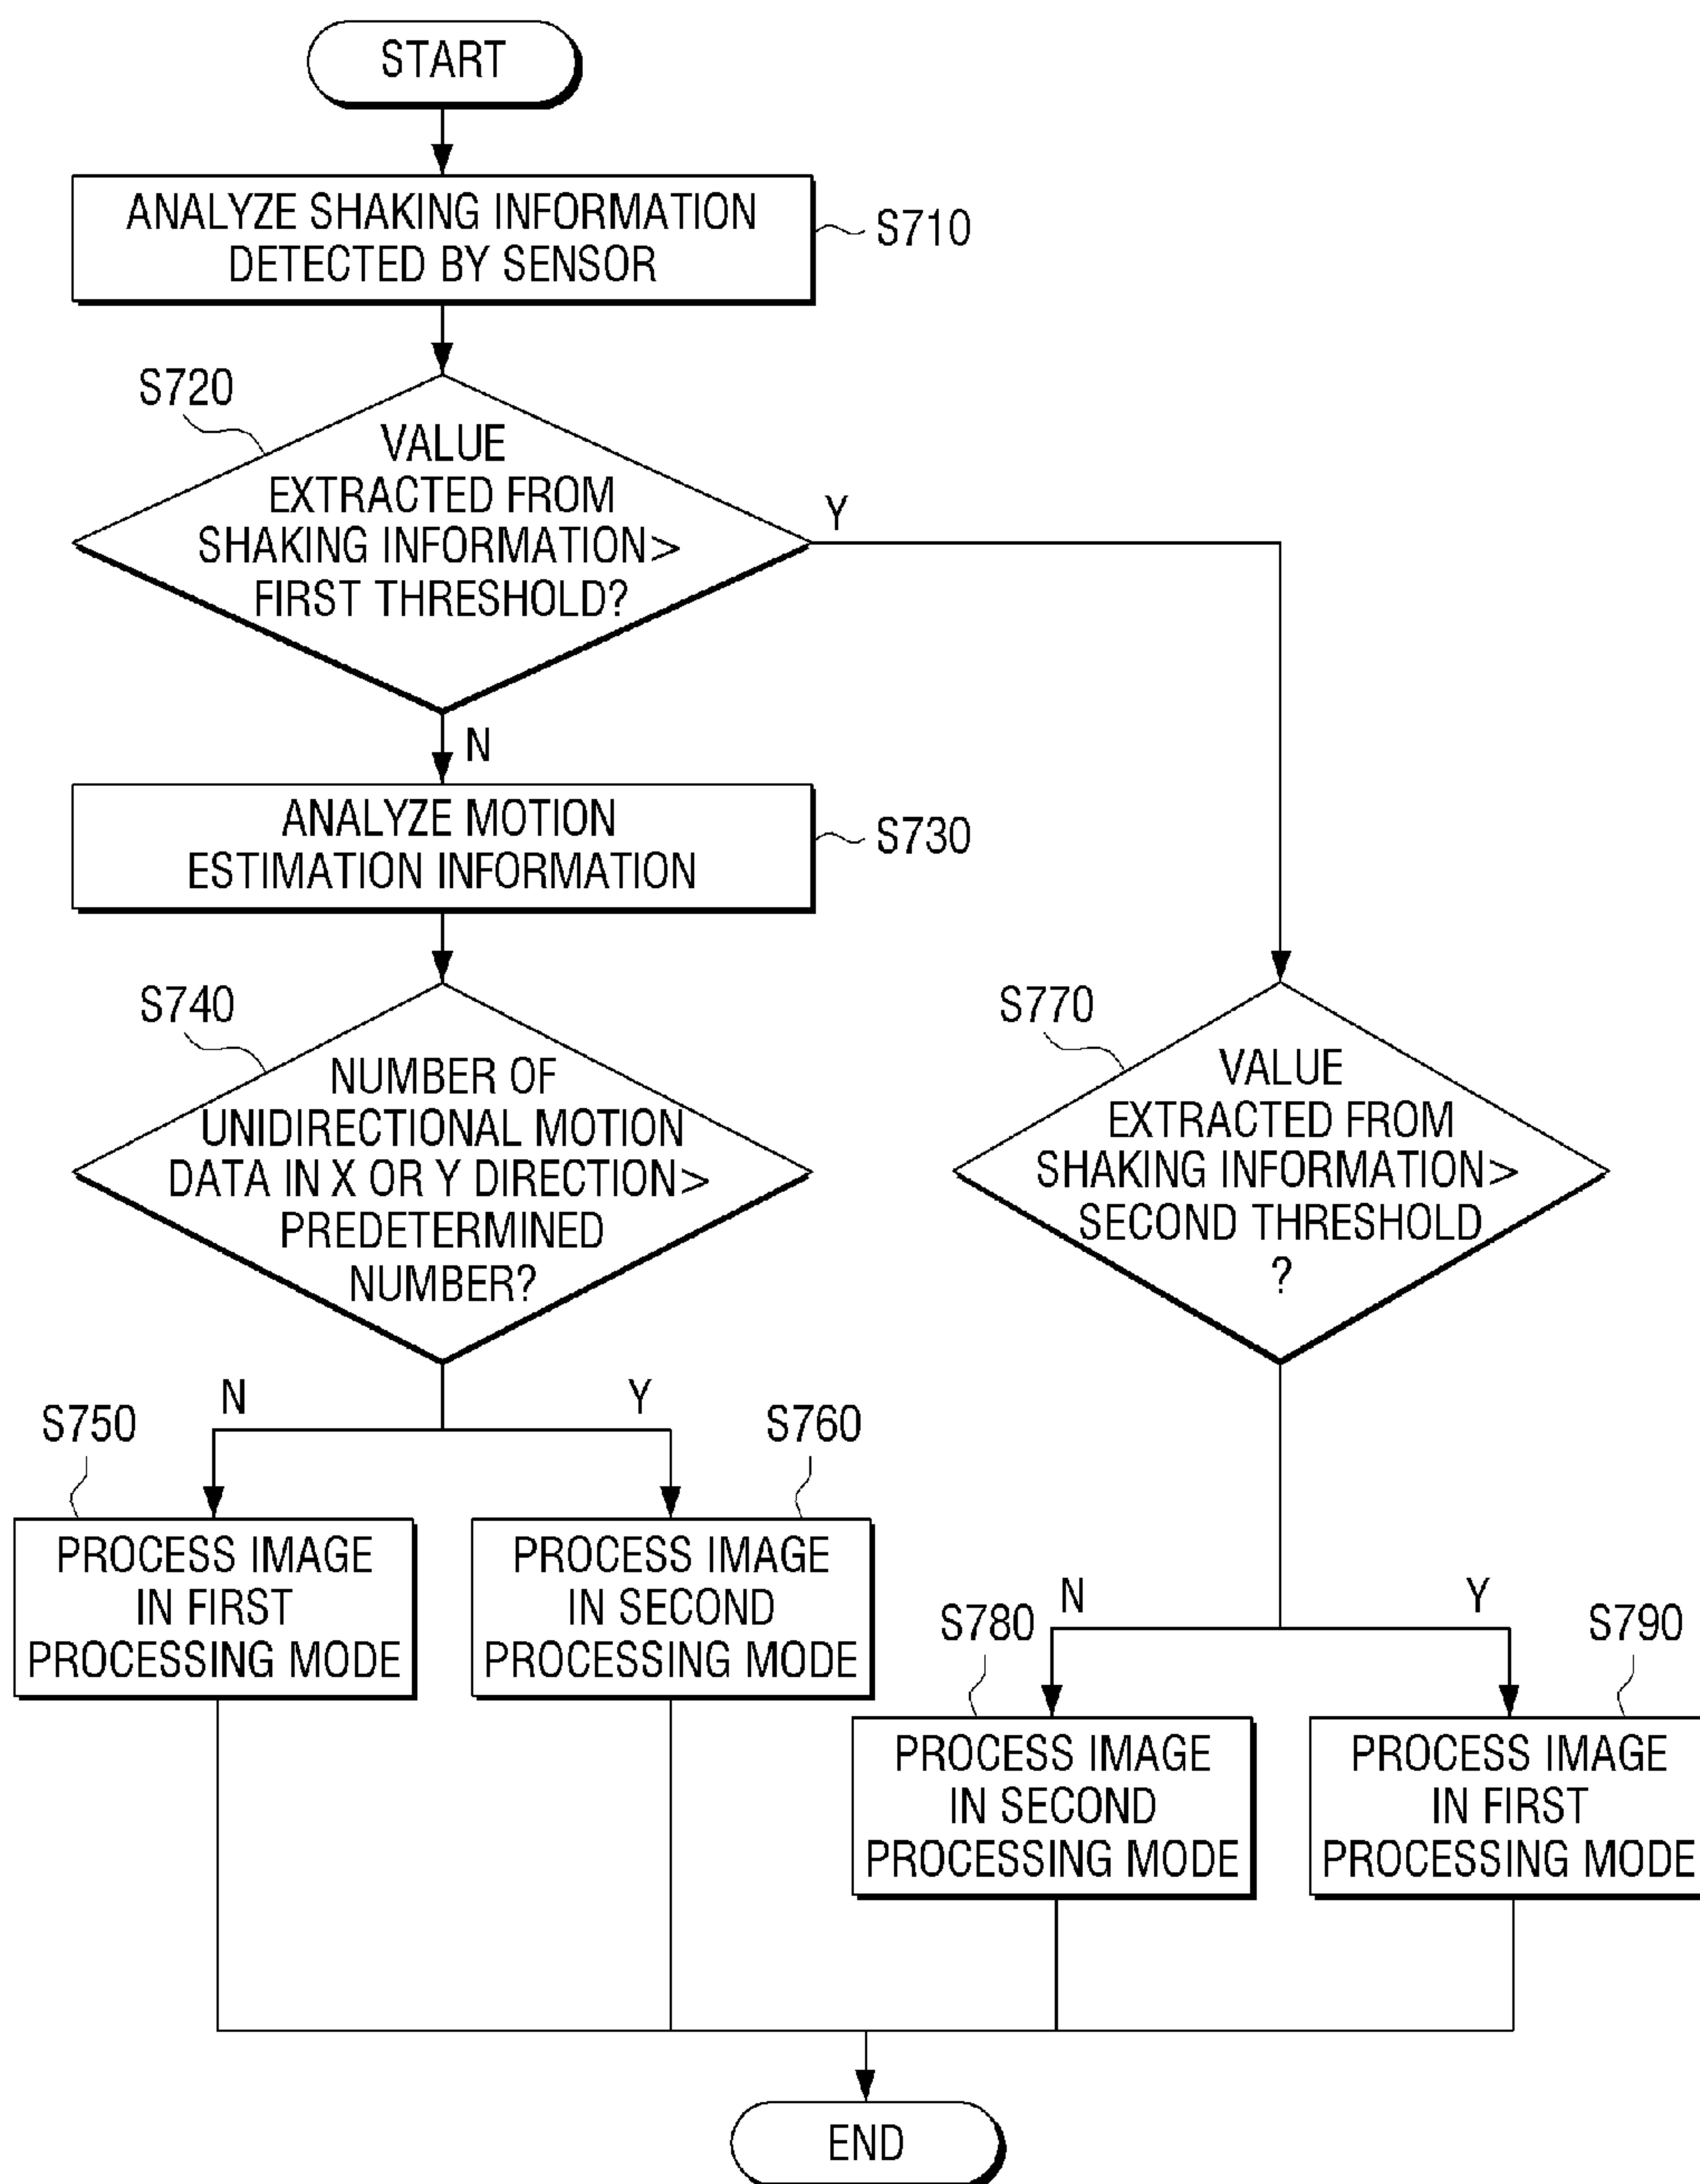 START
ANALYZE SHAKING INFORMATION
DETECTED BY SENSOR
S710
S720
VALUE
EXTRACTED FROM
SHAKING INFORMATION>
FIRST THRESHOLD?
Y
N
ANALYZE MOTION
ESTIMATION INFORMATION
S730
S740
NUMBER OF
UNIDIRECTIONAL MOTION
DATA IN X OR Y DIRECTION>
PREDETERMINED
NUMBER?
S770
VALUE
EXTRACTED FROM
SHAKING INFORMATION>
SECOND THRESHOLD
?
N
Y
S750
PROCESS IMAGE
IN FIRST
PROCESSING MODE
S760
PROCESS IMAGE
IN SECOND
PROCESSING MODE
N
Y
S780
PROCESS IMAGE
IN SECOND
PROCESSING MODE
S790
PROCESS IMAGE
IN FIRST
PROCESSING MODE
END